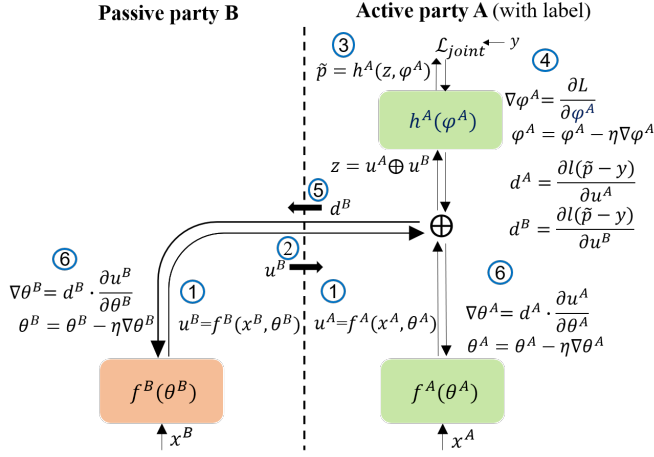 Passive party B
Active party A (with label)
③
ℒ_joint ← y
p̃ = h^A(z, φ^A)
④
∇φ^A = ∂L/∂φ^A
φ^A = φ^A − η∇φ^A
h^A(φ^A)
z = u^A ⊕ u^B
d^A = ∂l(p̃ − y)/∂u^A
d^B = ∂l(p̃ − y)/∂u^B
⑤
d^B
⊕
②
u^B
⑥
∇θ^B = d^B · ∂u^B/∂θ^B
θ^B = θ^B − η∇θ^B
①
u^B=f^B(x^B, θ^B)
①
u^A=f^A(x^A, θ^A)
⑥
∇θ^A = d^A · ∂u^A/∂θ^A
θ^A = θ^A − η∇θ^A
f^B(θ^B)
f^A(θ^A)
x^B
x^A